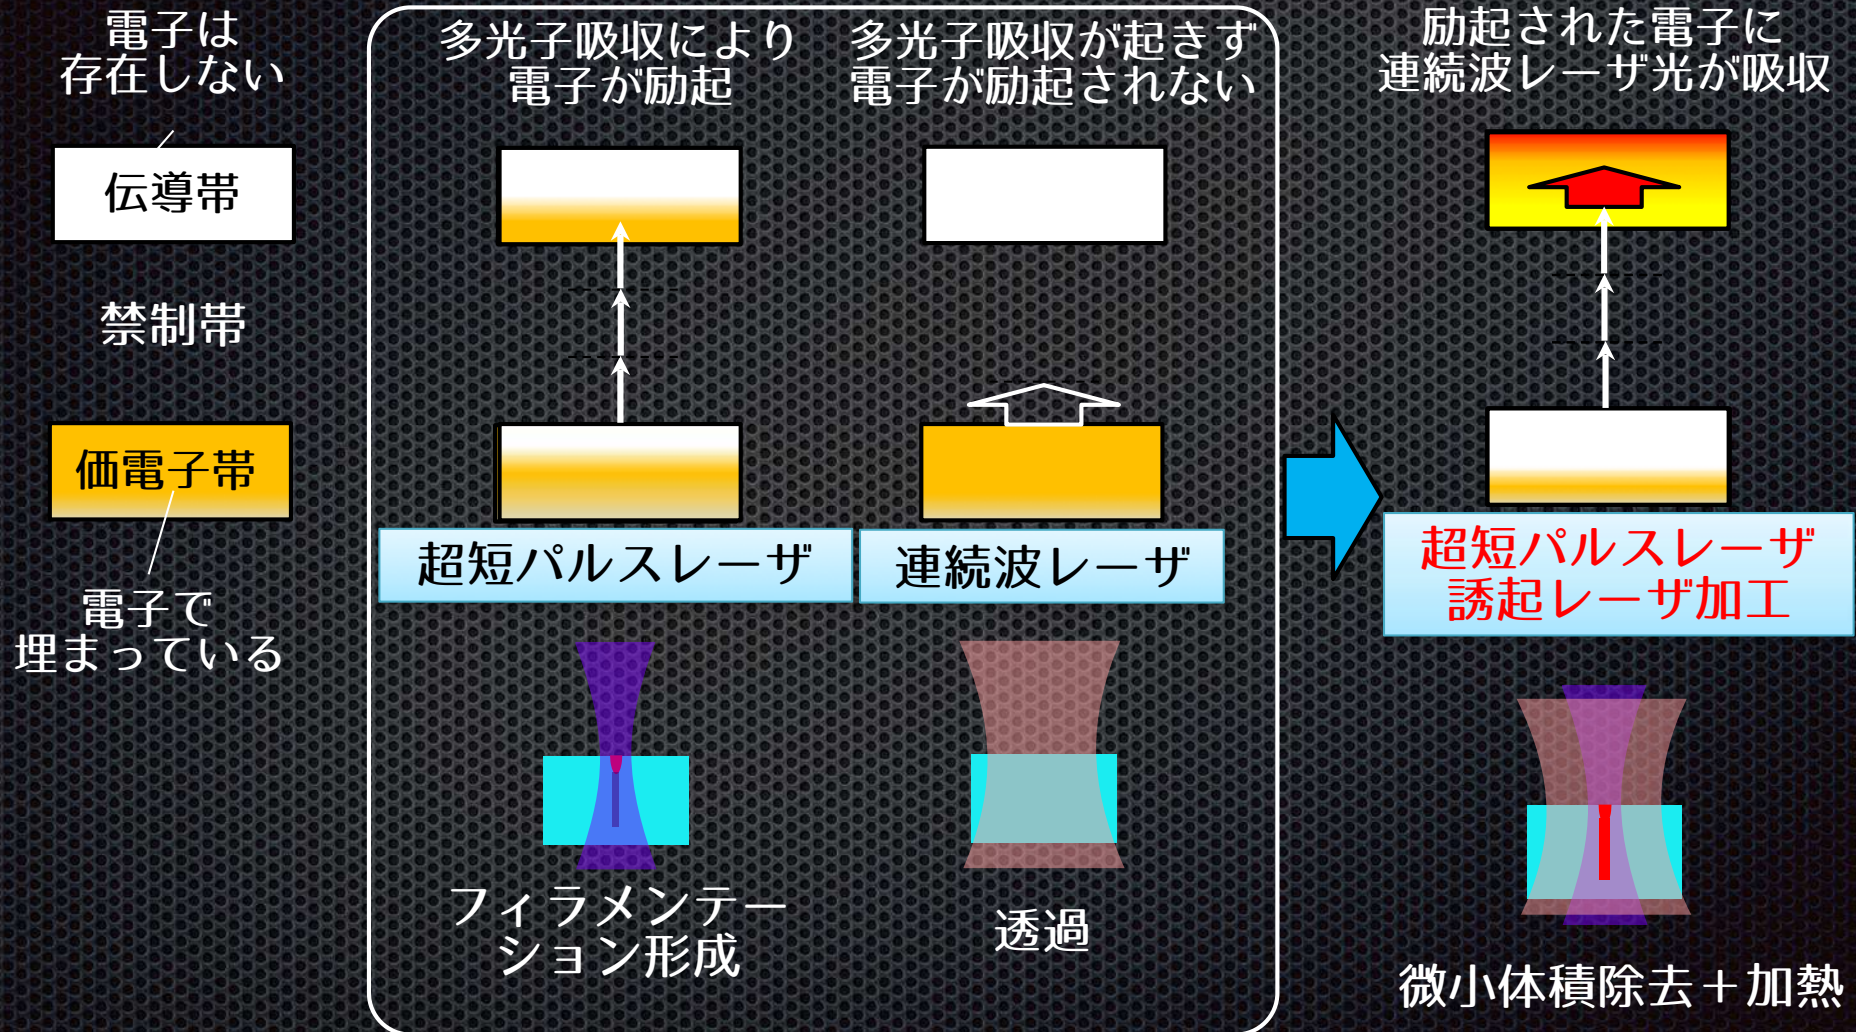 電子は
存在しない
伝導帯
禁制帯
価電子帯
電子で
埋まっている
多光子吸収により
電子が励起
超短パルスレーザ
フィラメンテー
ション形成
多光子吸収が起きず
電子が励起されない
連続波レーザ
透過
励起された電子に
連続波レーザ光が吸収
超短パルスレーザ
誘起レーザ加工
微小体積除去＋加熱